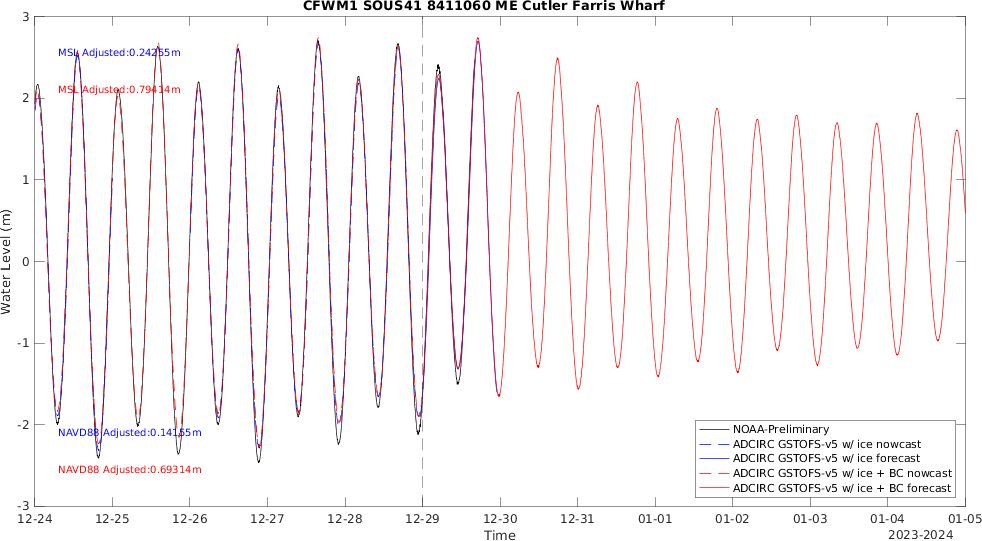 CFWM1 SOUS41 8411060 ME Cutler Farris Wharf
3
2
1
0
-1
-2
-3
Water Level (m)
MSL Adjusted:0.24255m
MSL Adjusted:0.79414m
NAVD88 Adjusted:0.14155m
NAVD88 Adjusted:0.69314m
NOAA-Preliminary
ADCIRC GSTOFS-v5 w/ ice nowcast
ADCIRC GSTOFS-v5 w/ ice forecast
ADCIRC GSTOFS-v5 w/ ice + BC nowcast
ADCIRC GSTOFS-v5 w/ ice + BC forecast
12-24 12-25 12-26 12-27 12-28 12-29 12-30 12-31 01-01 01-02 01-03 01-04 01-05
Time
2023-2024